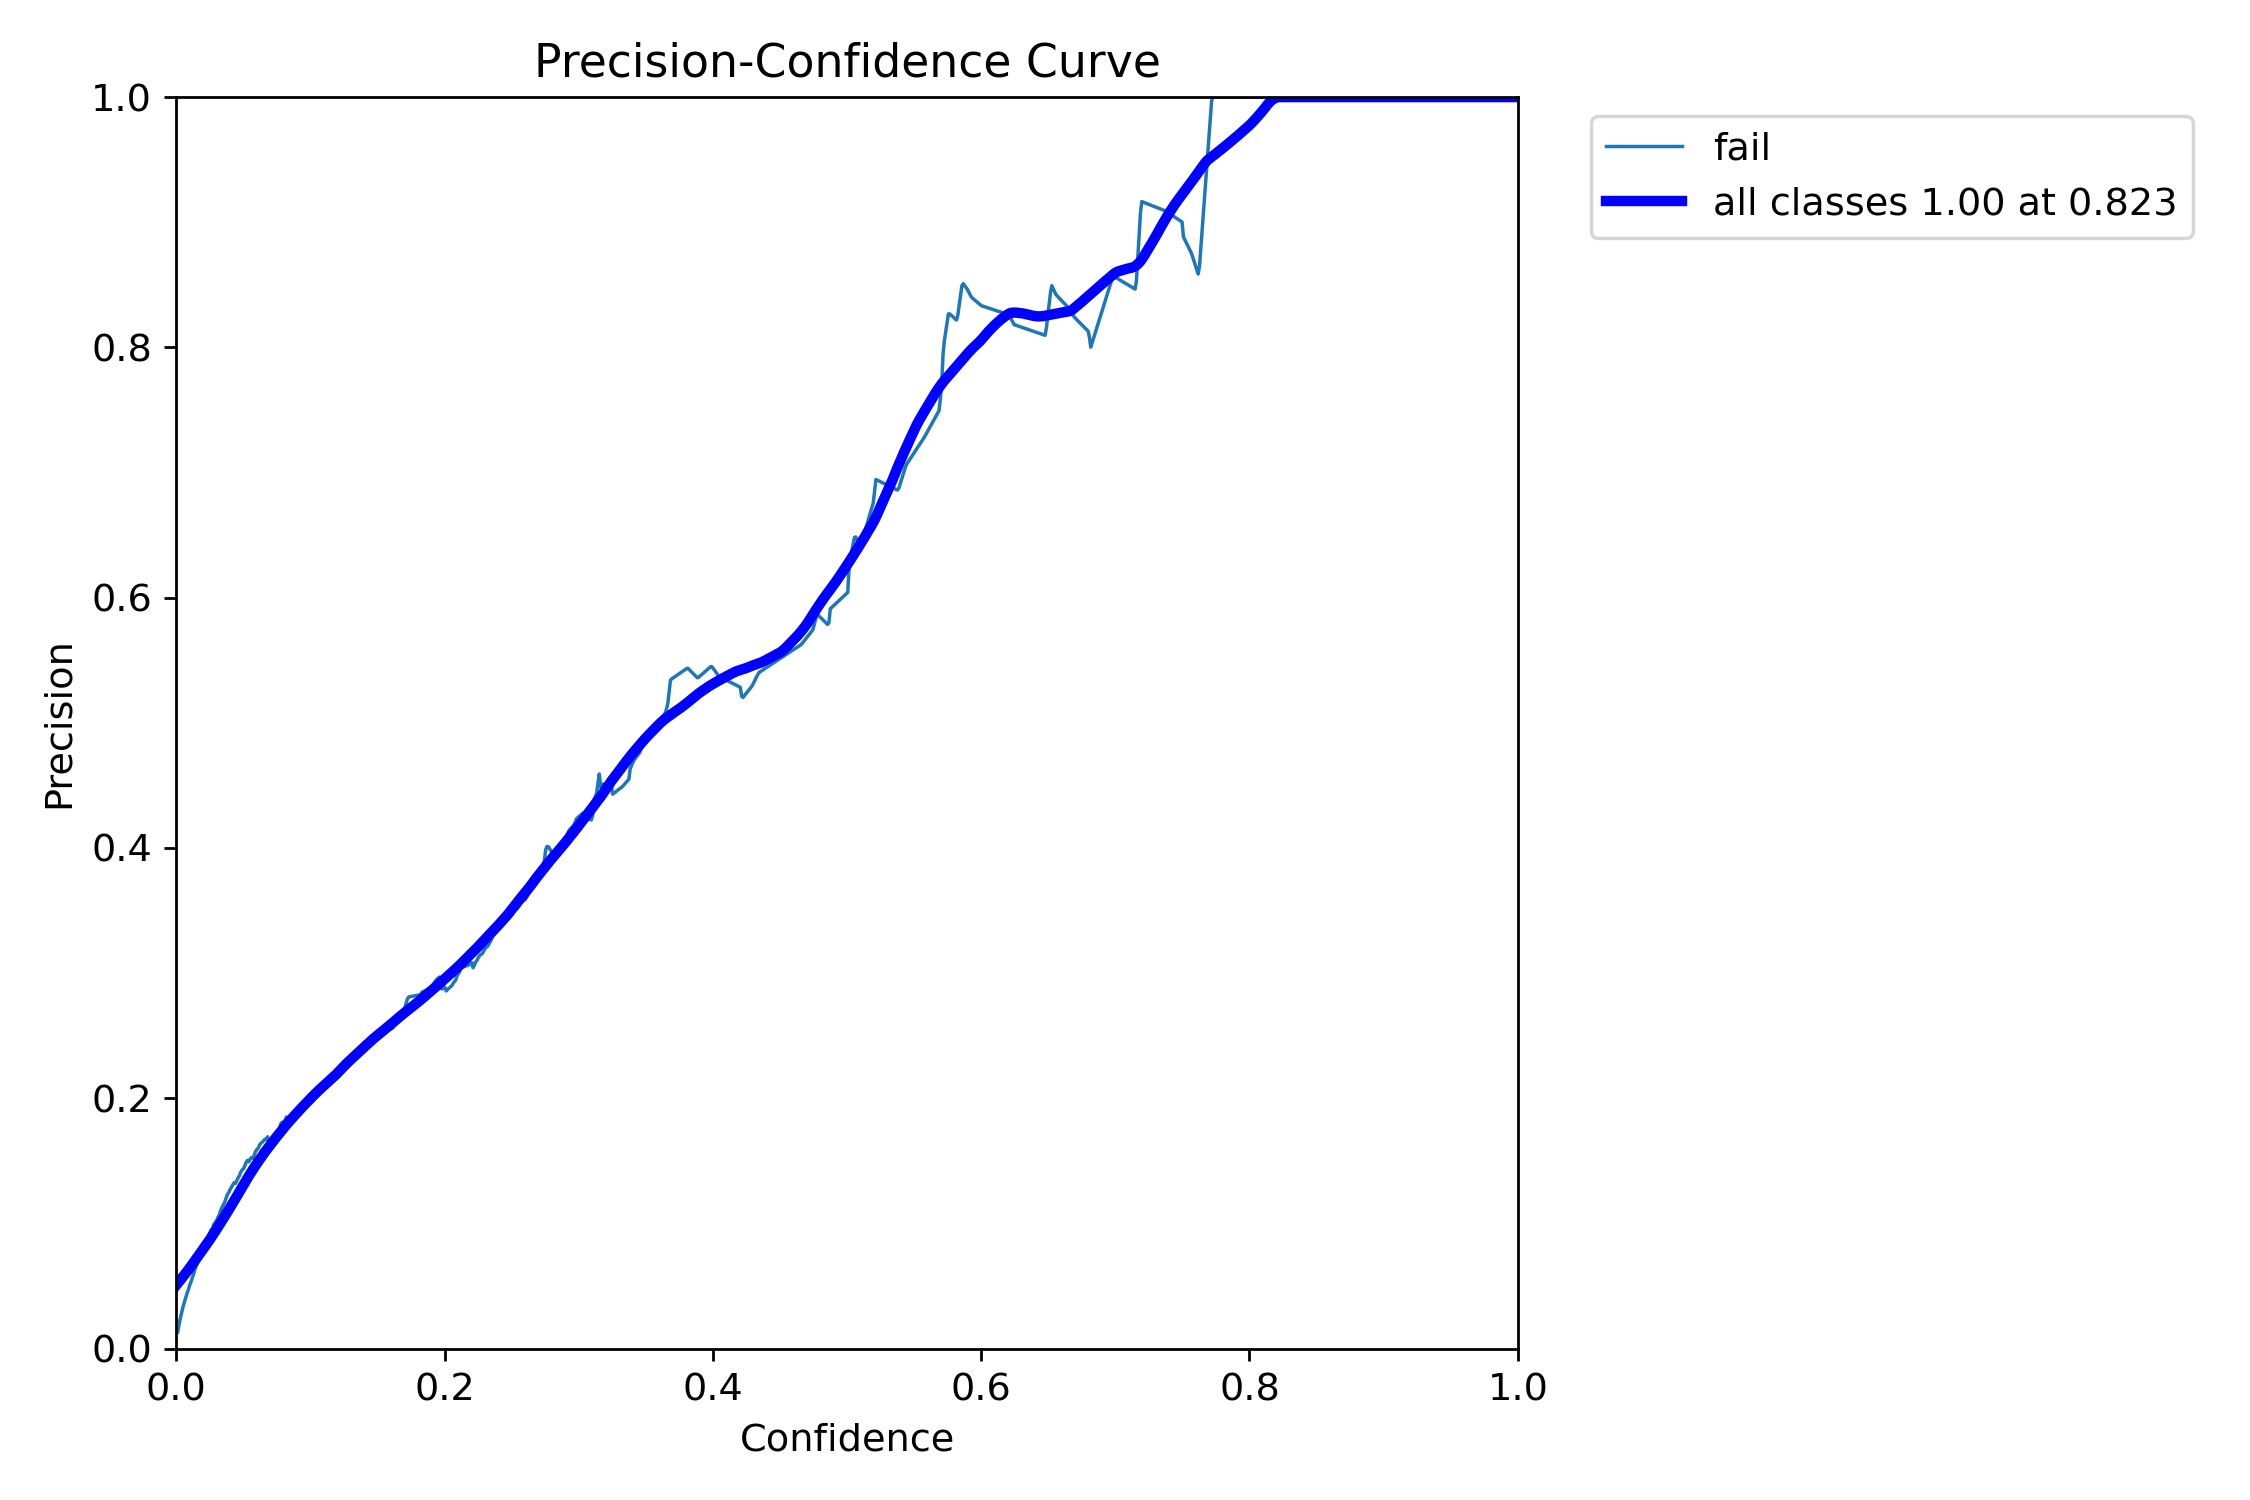 Precision-Confidence Curve
1.0
0.8
0.6
0.4
0.2
0.0
Precision
0.0 0.2 0.4 0.6 0.8 1.0
Confidence
fail
all classes 1.00 at 0.823